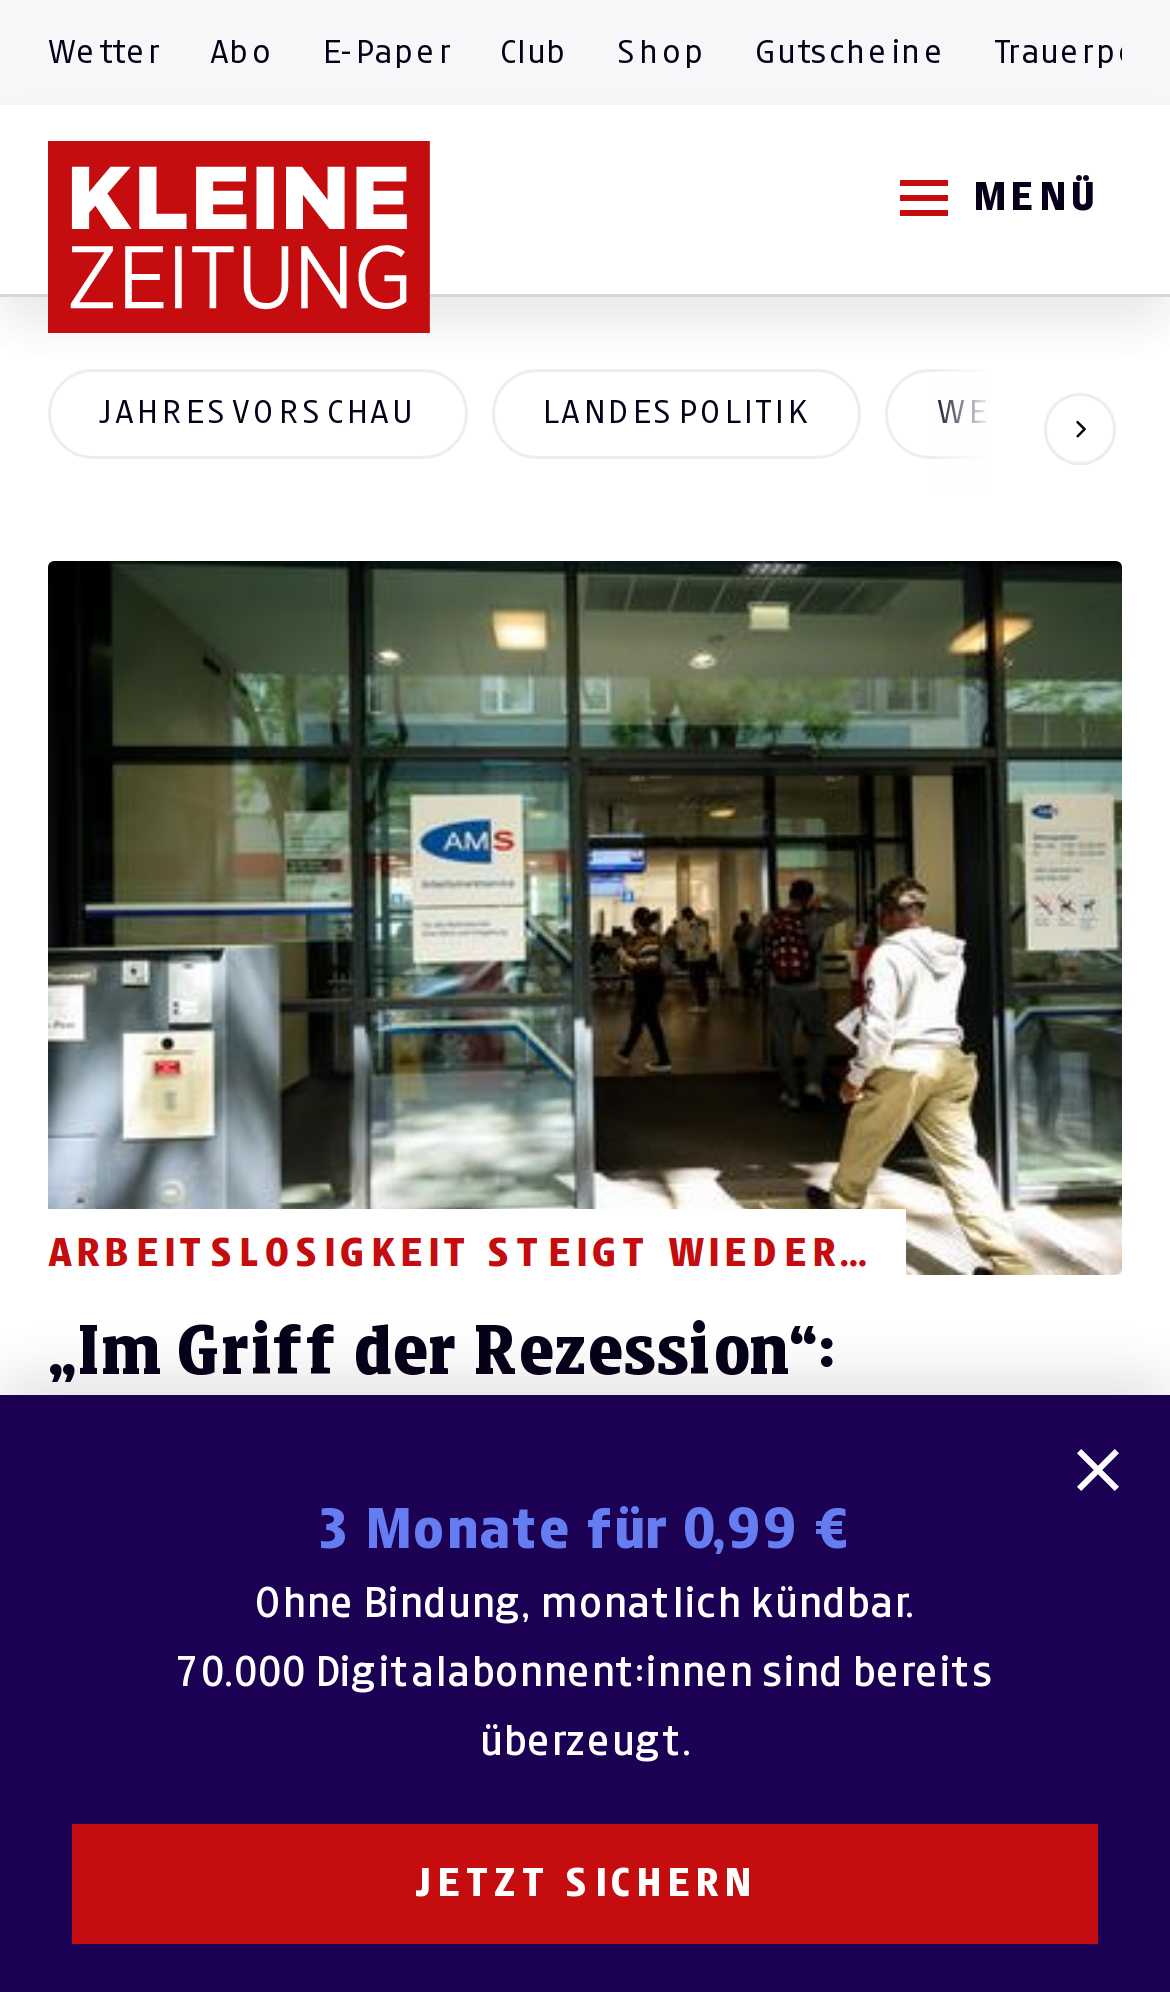 Wetter Abo E-Paper Club Shop Gutscheine
KLEINE
ZEITUNG
MENÜ
JAHRESVORSCHAU LANDESPOLITIK WE
AMS
Arbeitsmarktservice
ARBEITSLOSIGKEIT STEIGT WIEDER…
„Im Griff der Rezession“:
3 Monate für 0,99 €
Ohne Bindung, monatlich kündbar.
70.000 Digitalabonnent:innen sind bereits
überzeugt.
JETZT SICHERN